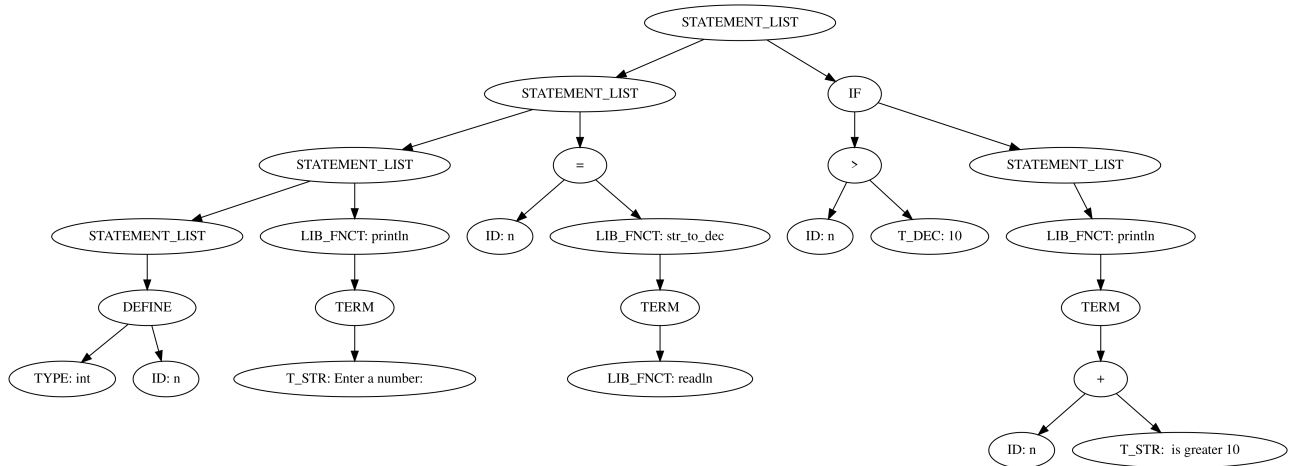 STATEMENT_LIST
STATEMENT_LIST
IF
STATEMENT_LIST
=
>
STATEMENT_LIST
STATEMENT_LIST
LIB_FNCT: println
ID: n
LIB_FNCT: str_to_dec
ID: n
T_DEC: 10
LIB_FNCT: println
DEFINE
TERM
TERM
TERM
TYPE: int
ID: n
T_STR: Enter a number:
LIB_FNCT: readln
+
ID: n
T_STR:  is greater 10